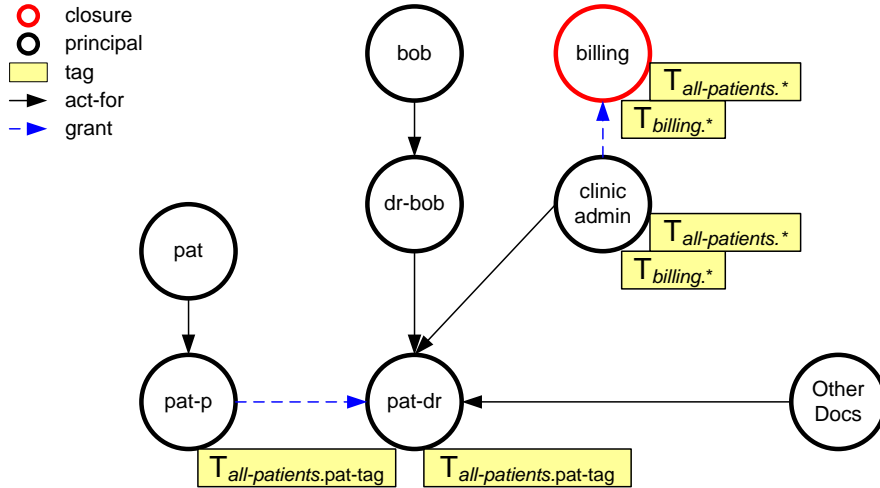 closure
principal
tag
act-for
grant
bob
billing
Tall-patients.*
Tbilling.*
dr-bob
clinic
admin
Tall-patients.*
Tbilling.*
pat
pat-p
pat-dr
Other
Docs
Tall-patients.pat-tag
Tall-patients.pat-tag